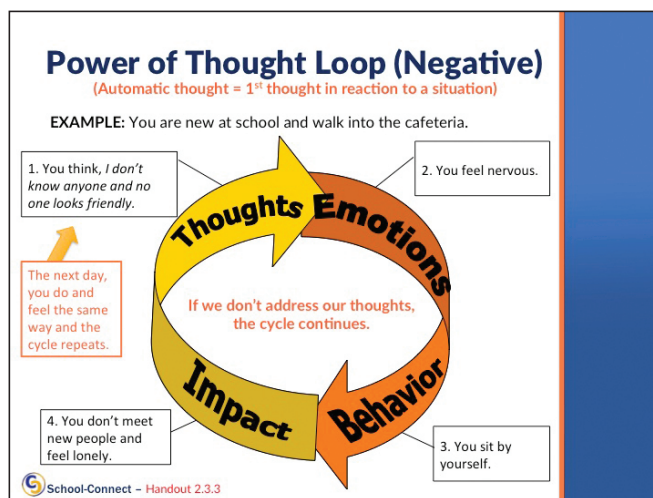 Power of Thought Loop (Negative)
(Automatic thought = 1st thought in reaction to a situation)
EXAMPLE: You are new at school and walk into the cafeteria.
1. You think, I don't
know anyone and no
one looks friendly.
2. You feel nervous.
Thoughts
Emotions
The next day,
you do and
feel the same
way and the
cycle repeats.
If we don't address our thoughts,
the cycle continues.
Impact
Behavior
4. You don't meet
new people and
feel lonely.
3. You sit by
yourself.
School-Connect – Handout 2.3.3